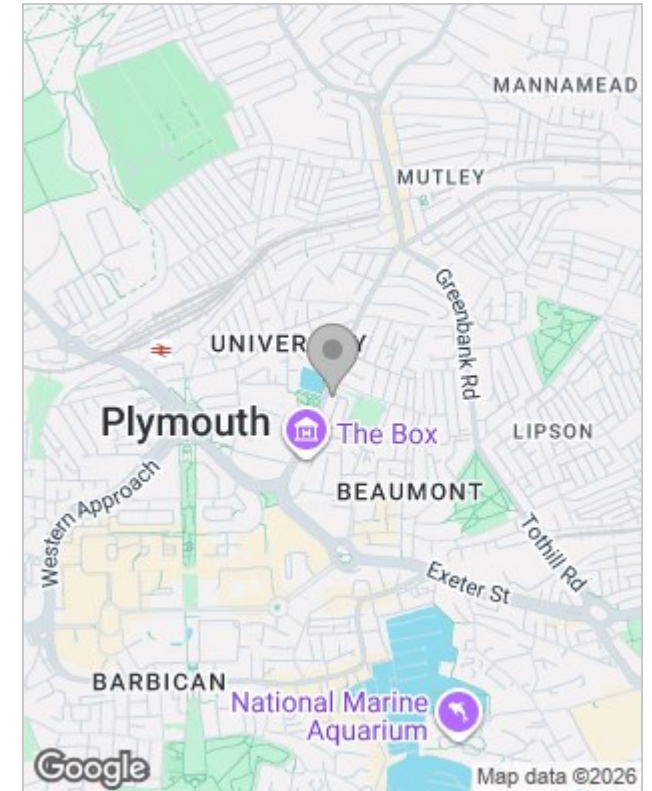 MANNAMEAD
MUTLEY
Greenbank Rd
UNIVER Y
Plymouth
The Box
LIPSON
BEAUMONT
Western Approach
Tothill Rd
Exeter St
BARBICAN
National Marine
Aquarium
Google
Map data ©2026